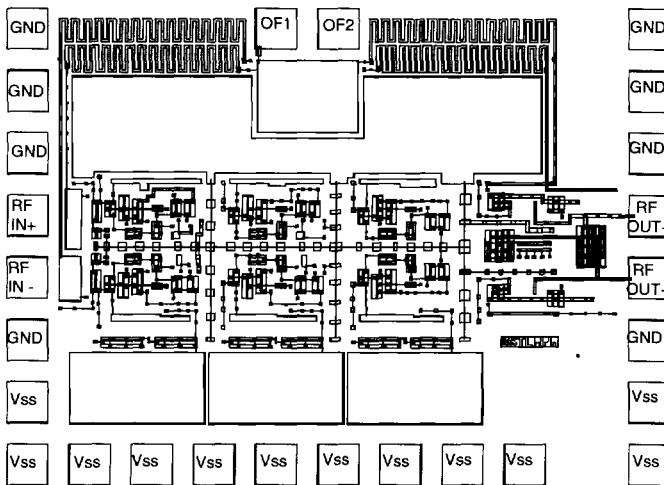 GND
OF1
OF2
GND
GND
GND
GND
GND
RF
IN+
RF
OUT-
RF
IN -
RF
OUT-
GND
GND
Vss
Vss
Vss
Vss
Vss
Vss
Vss
Vss
Vss
Vss
Vss
Vss